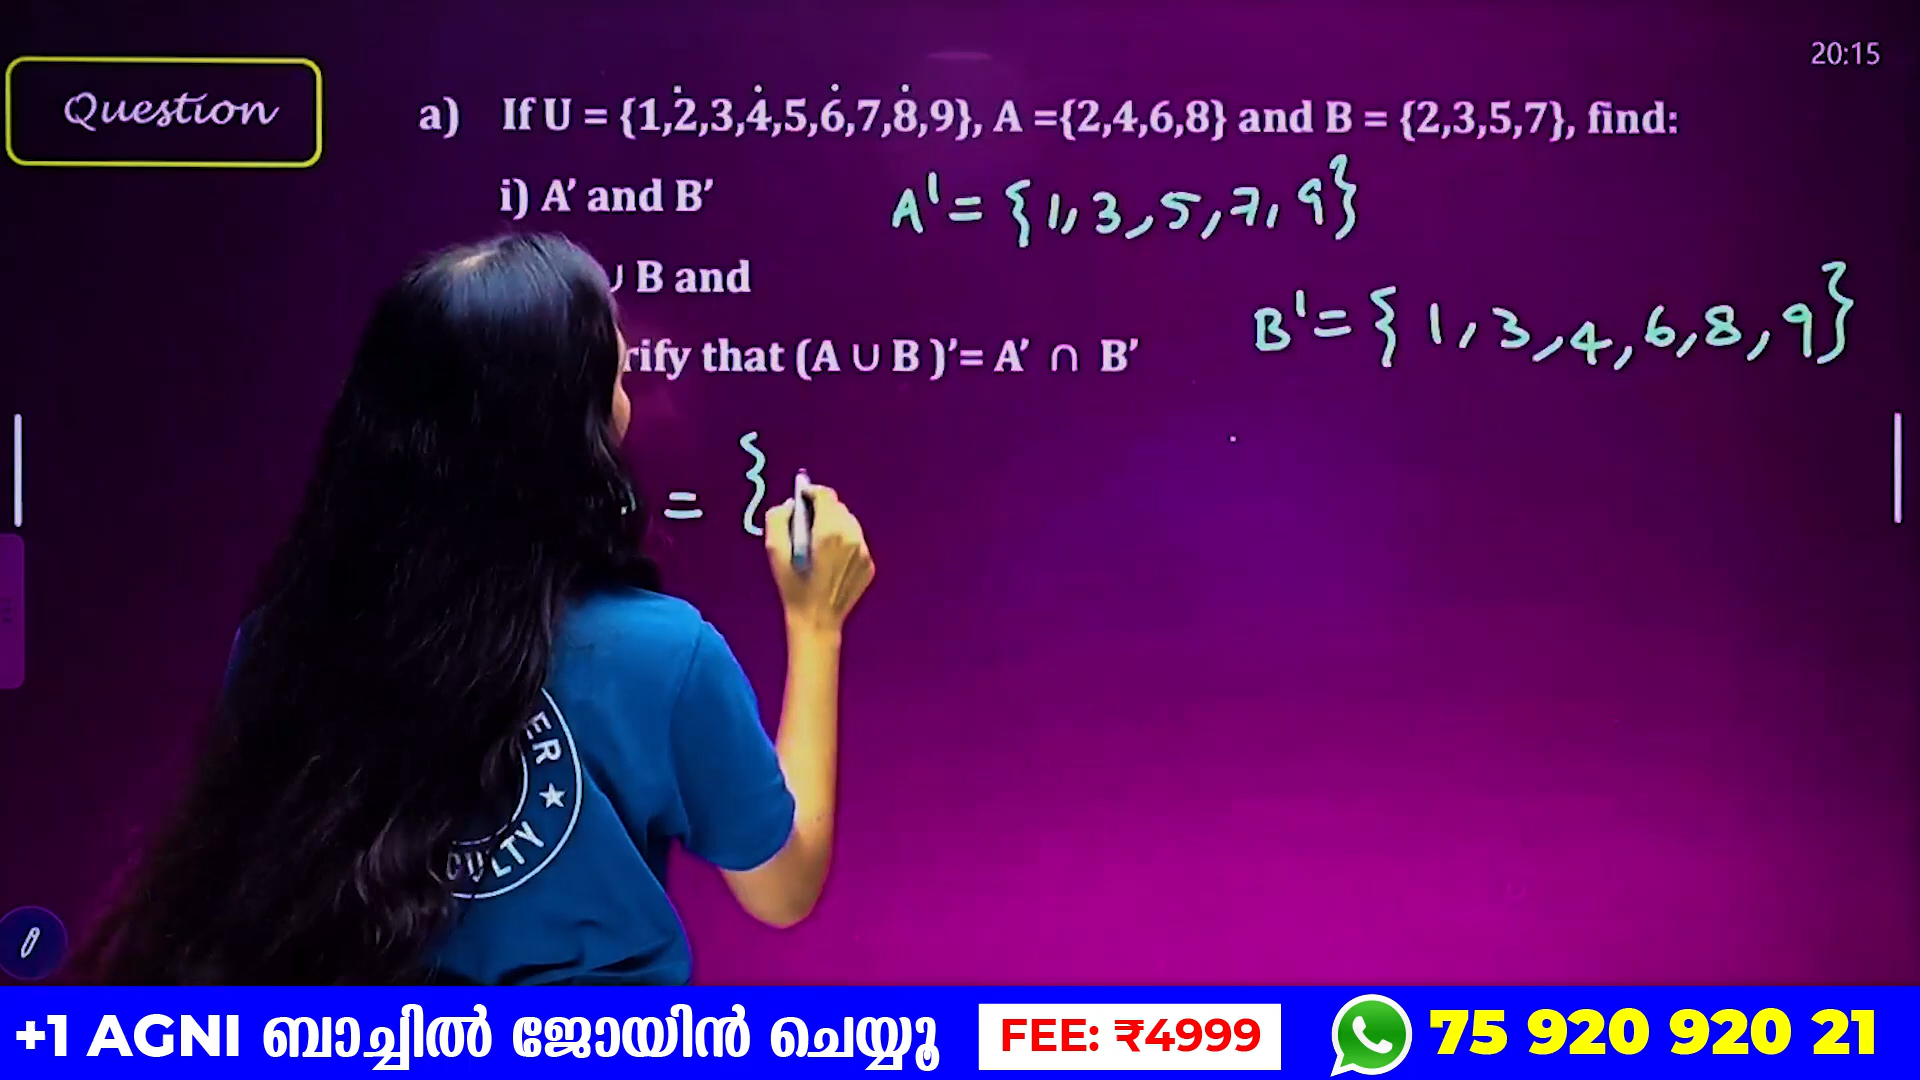 20:15
Question
a) If U = {1,2,3,4,5,6,7,8,9}, A ={2,4,6,8} and B = {2,3,5,7}, find:
i) A′ and B′
A' = {1, 3, 5, 7, 9}
∪ B and
B' = { 1, 3, 4, 6, 8, 9}
rify that (A ∪ B )′= A′ ∩ B′
= {
ER ★
CULTY
+1 AGNI ബാച്ചിൽ ജോയിൻ ചെയ്യൂ
FEE: ₹4999
75 920 920 21